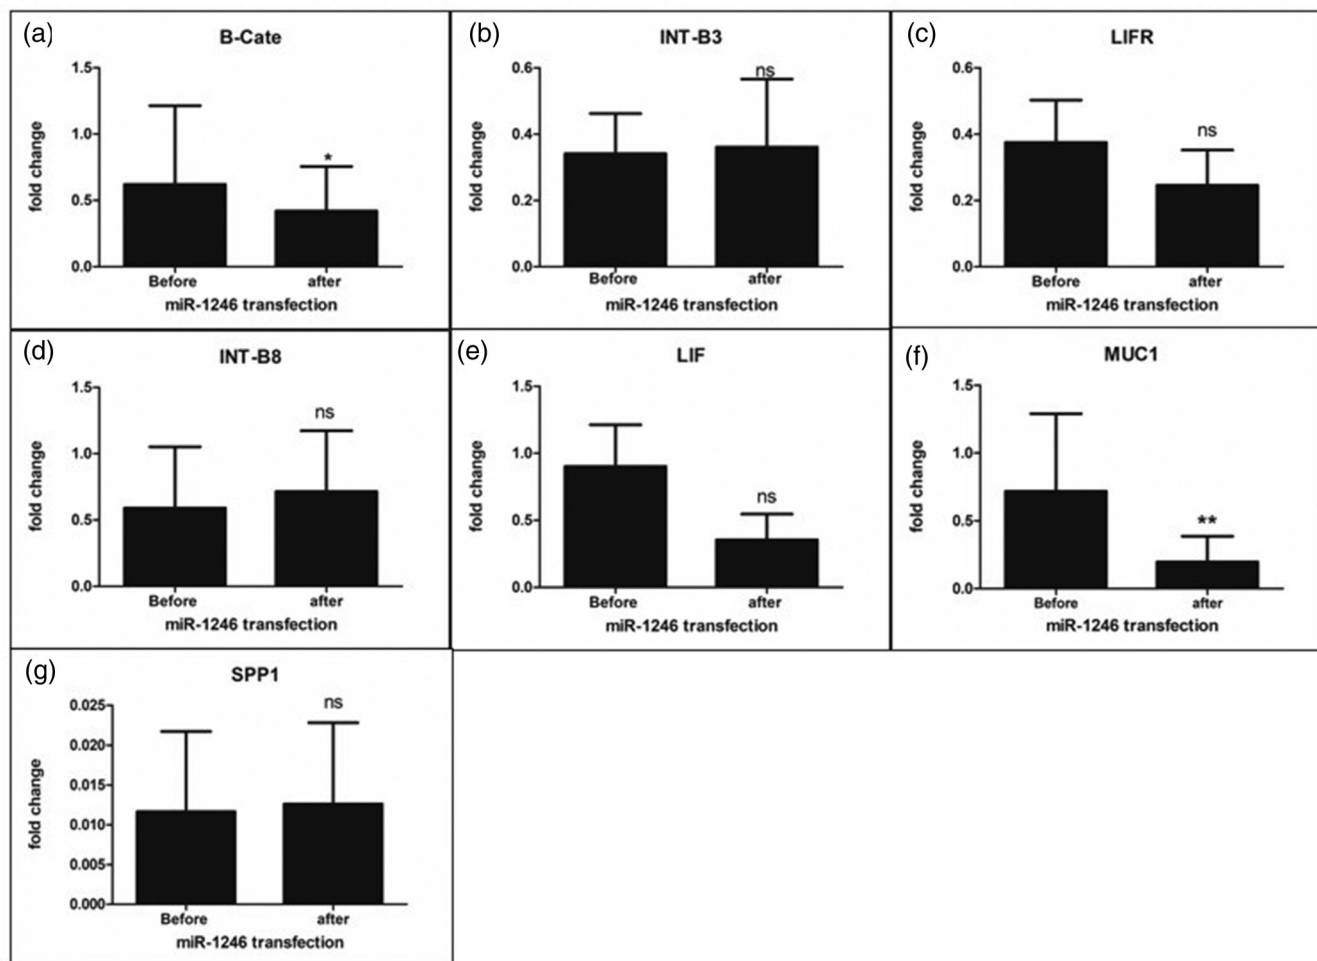 (a)
B-Cate
fold change
1.5
1.0
0.5
0.0
*
Before after
miR-1246 transfection
(b)
INT-B3
fold change
0.6
0.4
0.2
0.0
ns
Before after
miR-1246 transfection
(c)
LIFR
fold change
0.6
0.4
0.2
0.0
ns
Before after
miR-1246 transfection
(d)
INT-B8
fold change
1.5
1.0
0.5
0.0
ns
Before after
miR-1246 transfection
(e)
LIF
fold change
1.5
1.0
0.5
0.0
ns
Before after
miR-1246 transfection
(f)
MUC1
fold change
1.5
1.0
0.5
0.0
**
Before after
miR-1246 transfection
(g)
SPP1
fold change
0.025
0.020
0.015
0.010
0.005
0.000
ns
Before after
miR-1246 transfection